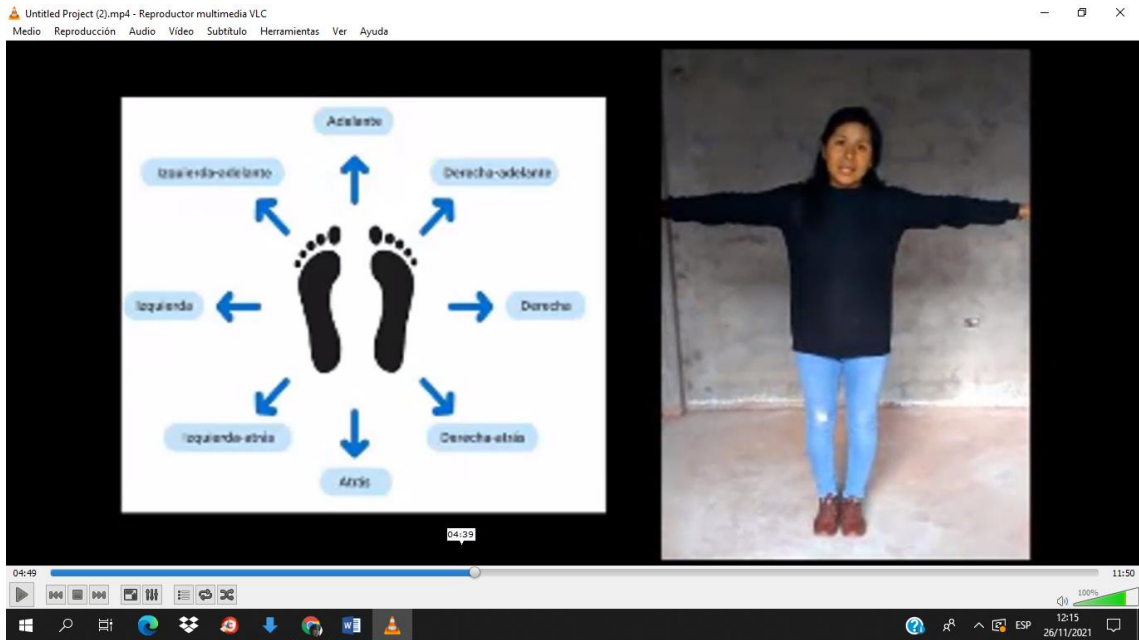 Untitled Project (2).mp4 - Reproductor multimedia VLC
Medio Reproducción Audio Vídeo Subtítulo Herramientas Ver Ayuda
Adelante
Izquierda-adelante
Derecha-adelante
Izquierda
Derecha
Izquierda-atrás
Derecha-atrás
Atrás
04:39
04:49
11:50
100%
ESP
12:15
26/11/2021